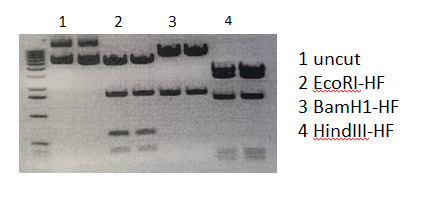 1 2 3 4
1 uncut
2 EcoRI-HF
3 BamH1-HF
4 HindIII-HF